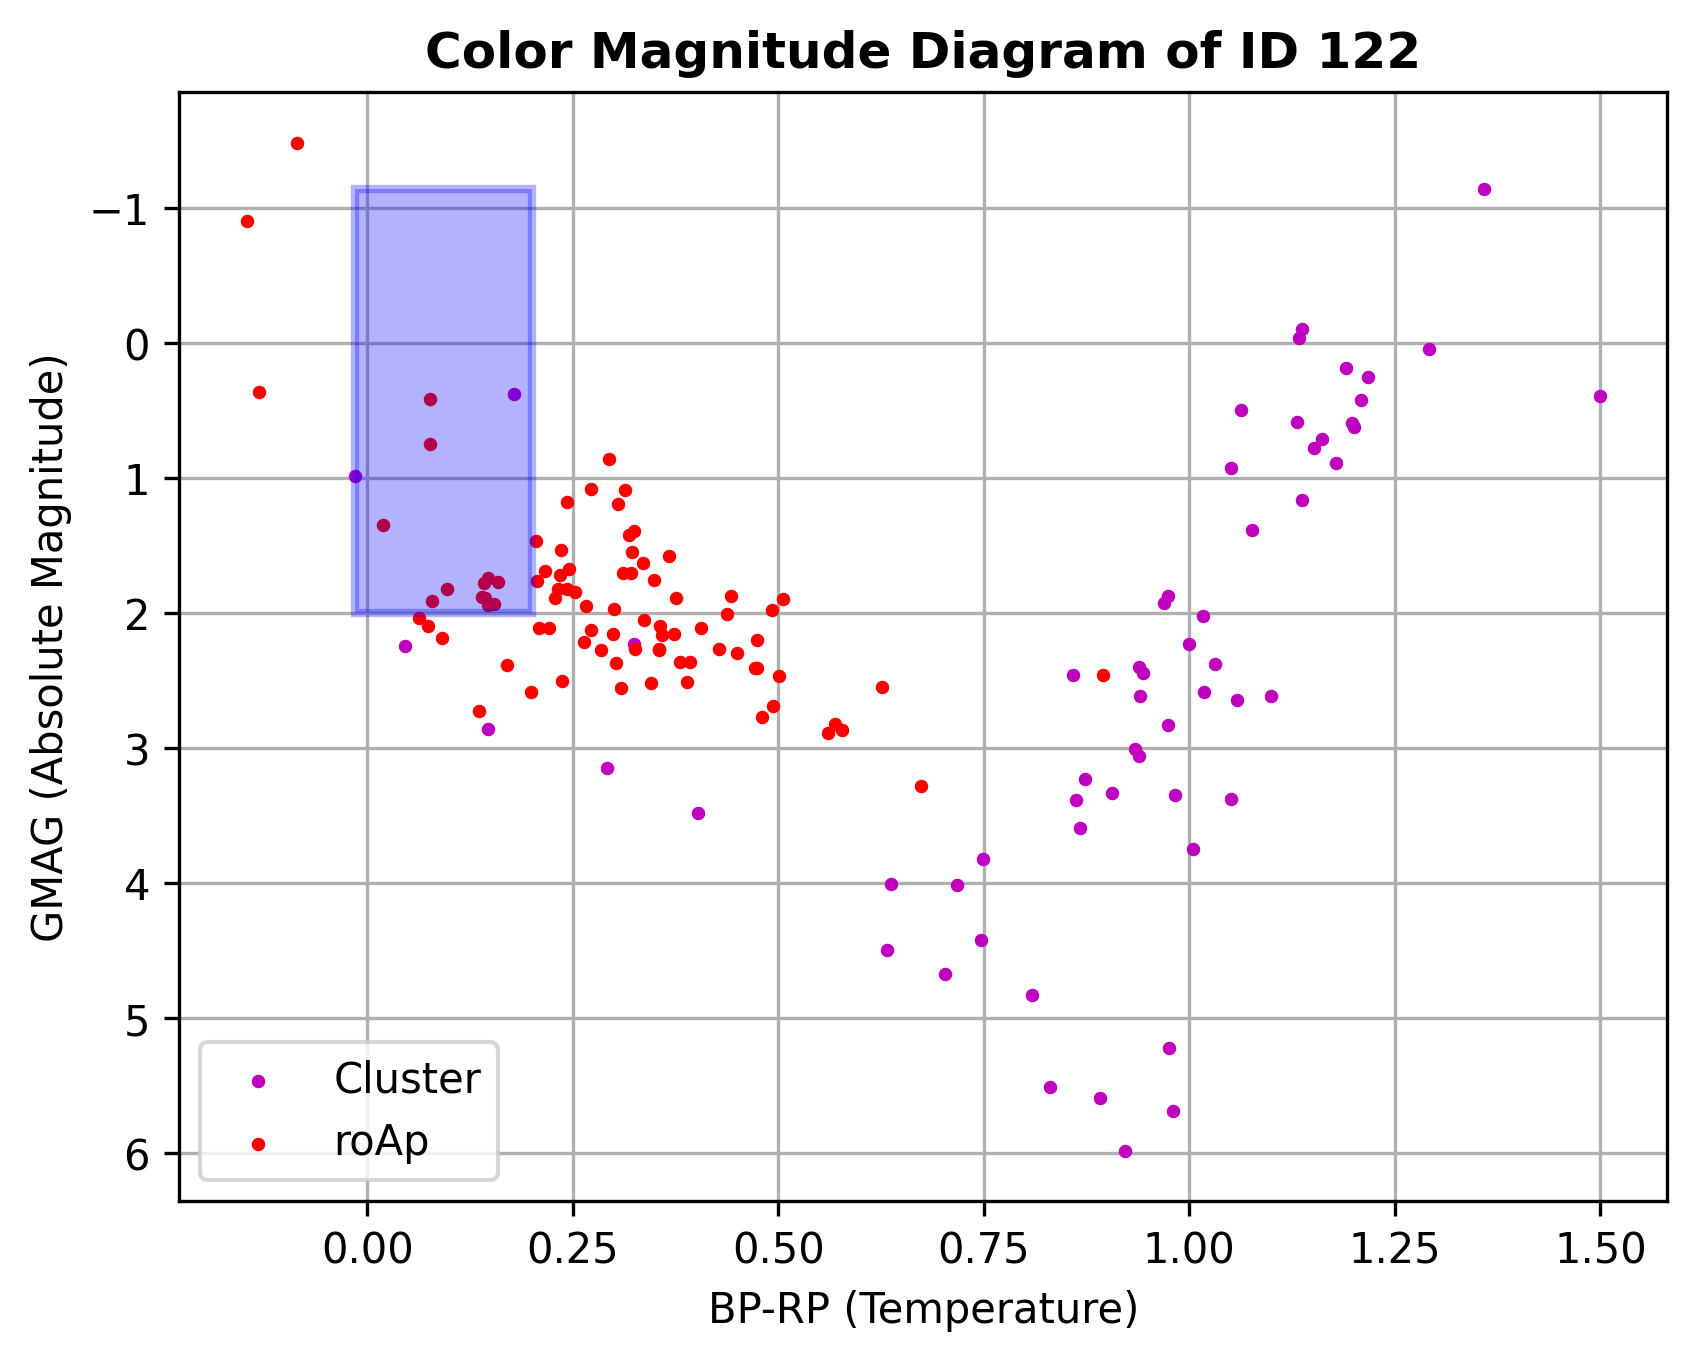 Color Magnitude Diagram of ID 122
GMAG (Absolute Magnitude)
−1
0
1
2
3
4
5
6
Cluster
roAp
0.00 0.25 0.50 0.75 1.00 1.25 1.50
BP-RP (Temperature)